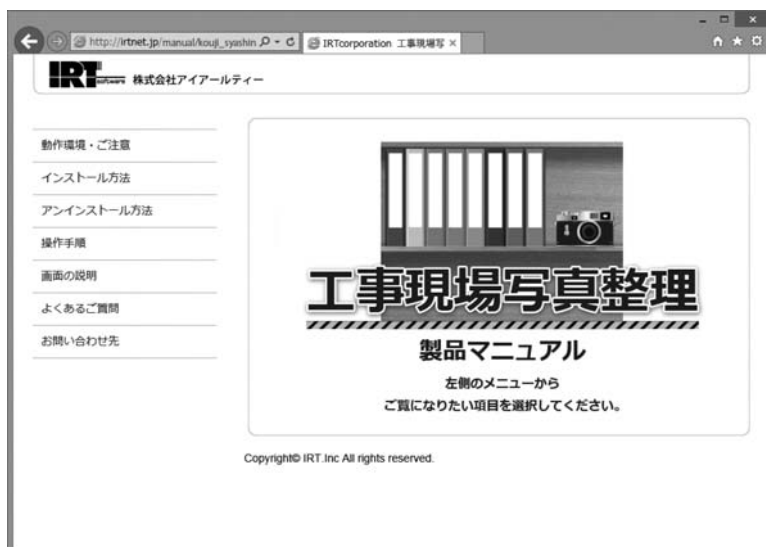 http://irtnet.jp/manual/kouji_syashin
IRTcorporation 工事現場写
IRT software 株式会社アイアールティー
動作環境・ご注意
インストール方法
アンインストール方法
操作手順
画面の説明
よくあるご質問
お問い合わせ先
工事現場写真整理
製品マニュアル
左側のメニューから
ご覧になりたい項目を選択してください。
Copyright© IRT.Inc All rights reserved.